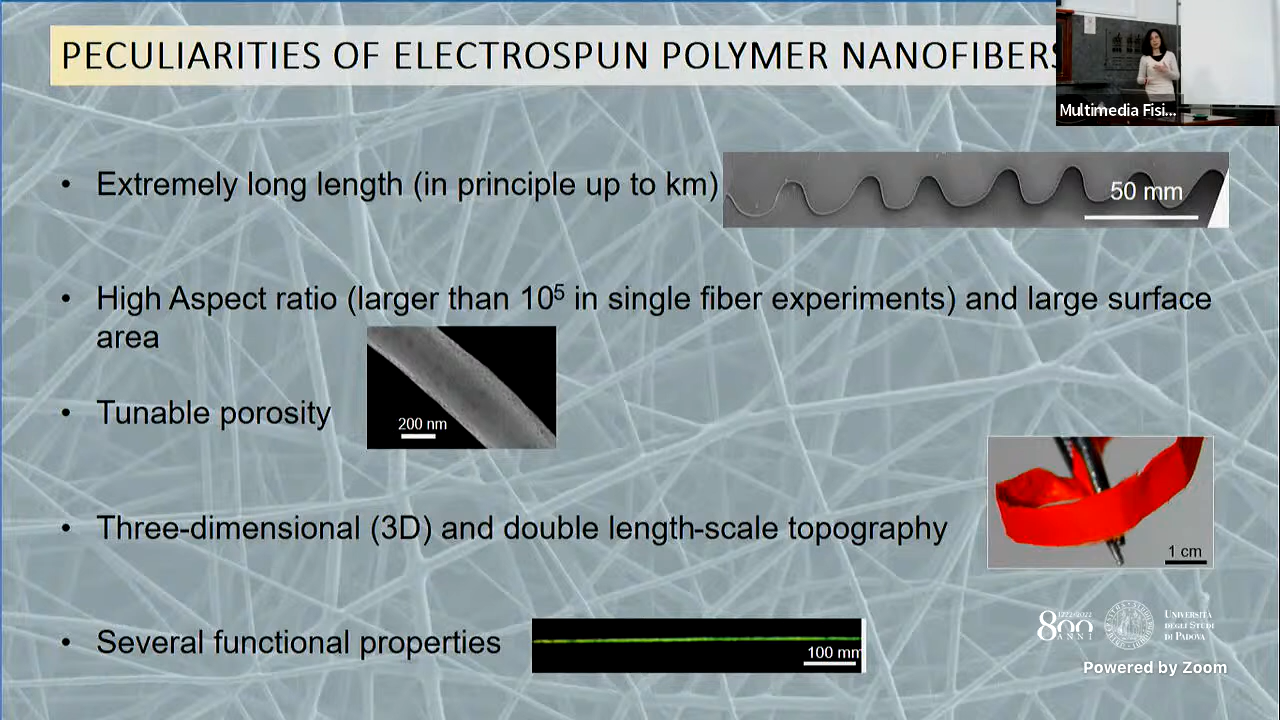 PECULIARITIES OF ELECTROSPUN POLYMER NANOFIBERS
Multimedia Fisi...
• Extremely long length (in principle up to km)
50 mm
• High Aspect ratio (larger than 10⁵ in single fiber experiments) and large surface
area
• Tunable porosity
200 nm
• Three-dimensional (3D) and double length-scale topography
1 cm
• Several functional properties
100 mm
1222-2022
800
ANNI
UNIVERSITÀ
DEGLI STUDI
DI PADOVA
Powered by Zoom